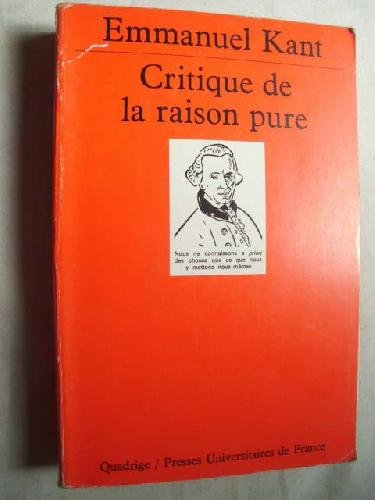 Emmanuel Kant
Critique de
la raison pure
Nous ne connaissons a priori
des choses que ce que nous
y mettons nous mêmes
Quadrige / Presses Universitaires de France